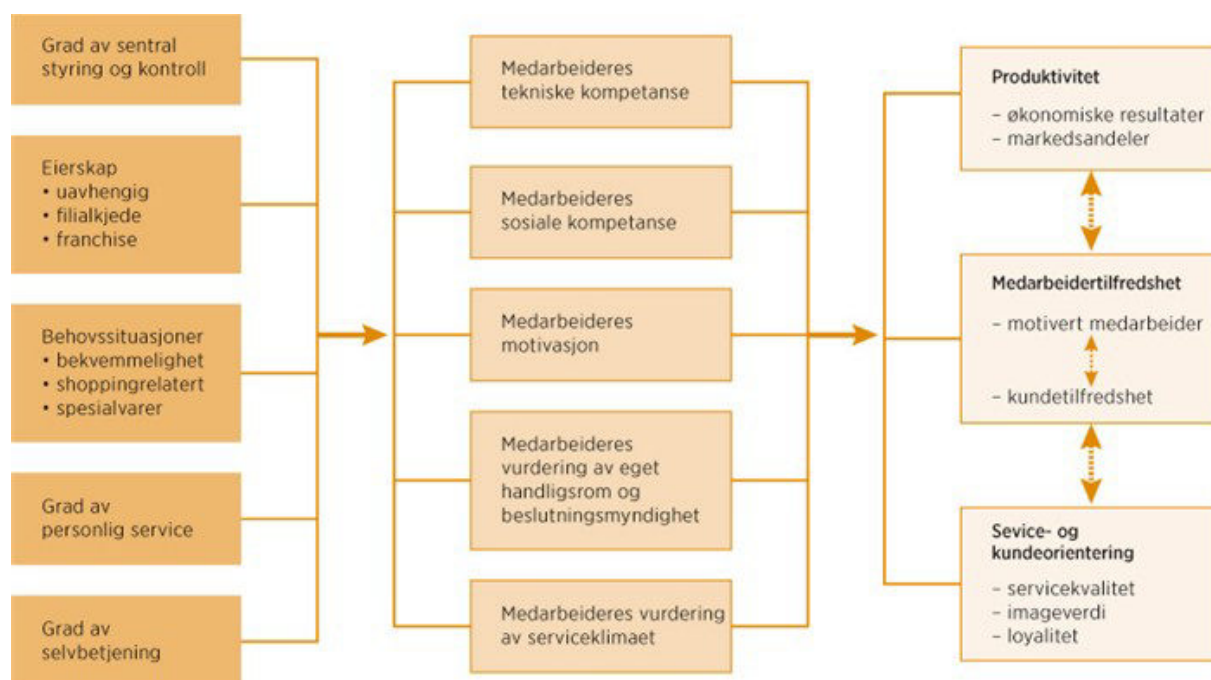 Grad av sentral
styring og kontroll
Eierskap
• uavhengig
• filialkjede
• franchise
Behovssituasjoner
• bekvemmelighet
• shoppingrelatert
• spesialvarer
Grad av
personlig service
Grad av
selvbetjening
Medarbeideres
tekniske kompetanse
Medarbeideres
sosiale kompetanse
Medarbeideres
motivasjon
Medarbeideres
vurdering av eget
handligsrom og
beslutningsmyndighet
Medarbeideres vurdering
av serviceklimaet
Produktivitet
– økonomiske resultater
– markedsandeler
Medarbeidertilfredshet
– motivert medarbeider
– kundetilfredshet
Sevice- og
kundeorientering
– servicekvalitet
– imageverdi
– loyalitet